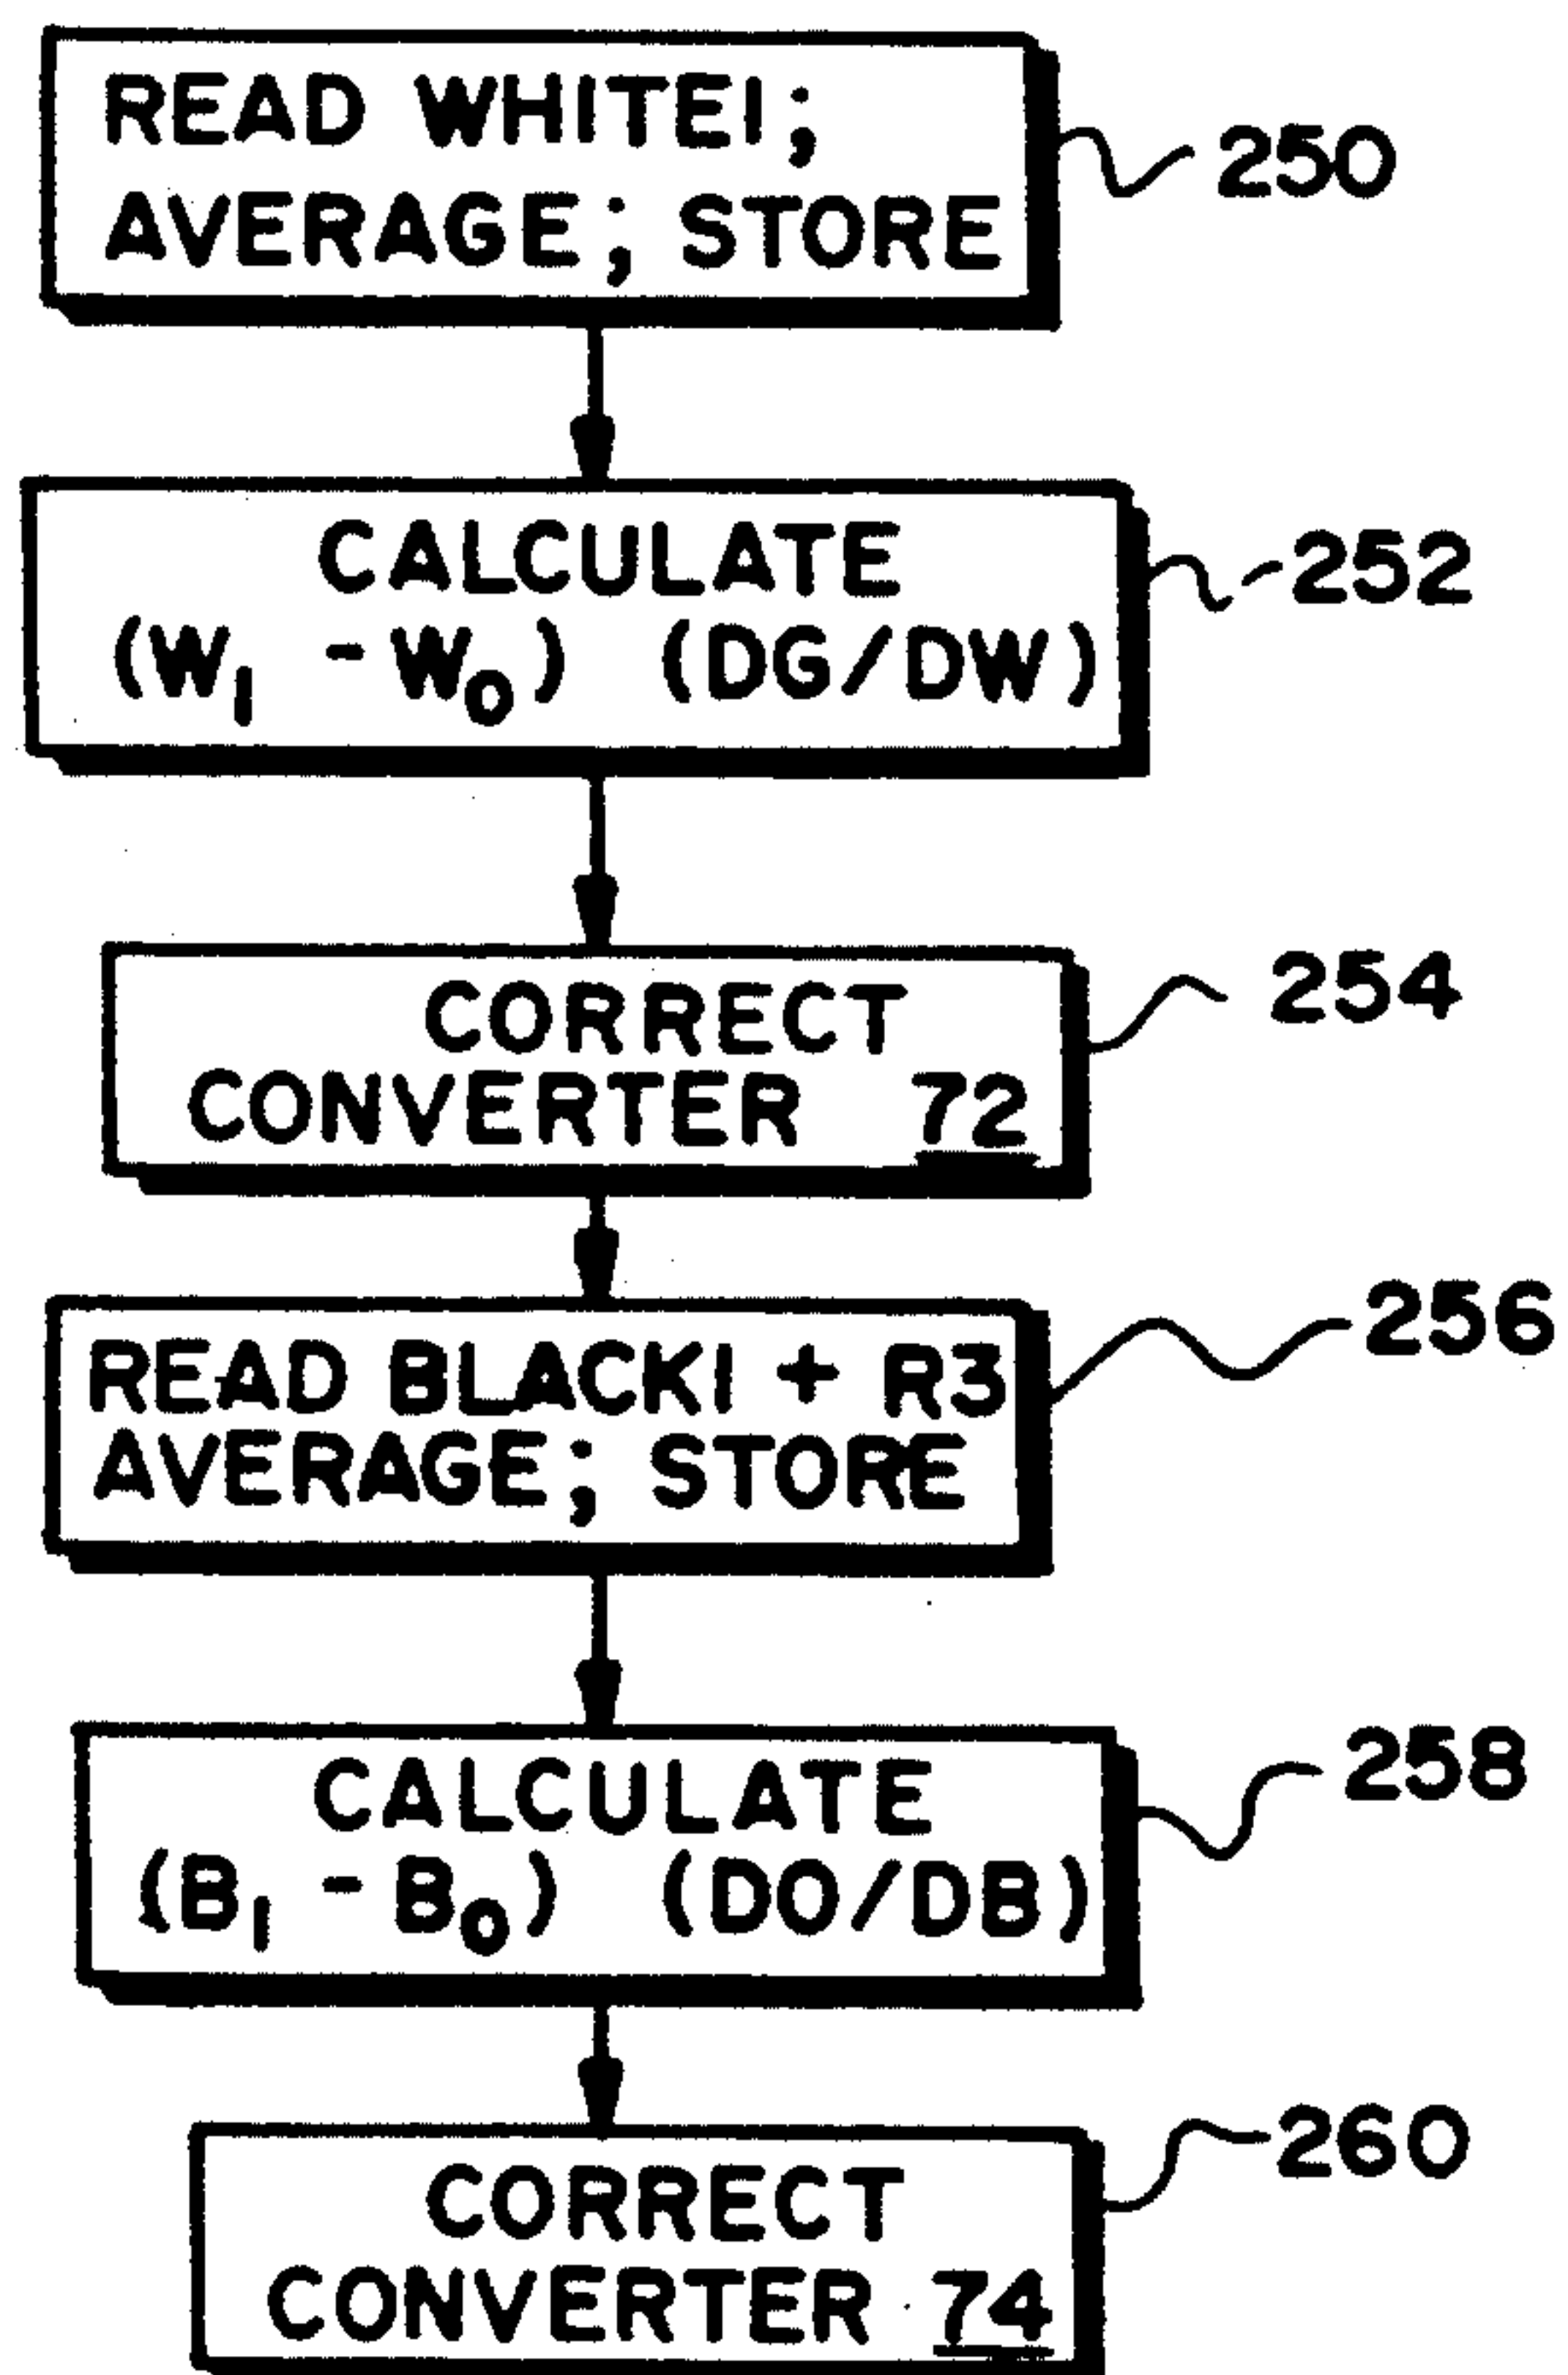 READ WHITE1;
AVERAGE; STORE
250
CALCULATE
(W1 - W0) (DG/DW)
252
CORRECT
CONVERTER 72
254
READ BLACK1 + R3
AVERAGE; STORE
256
CALCULATE
(B1 - B0) (DO/DB)
258
CORRECT
CONVERTER 74
260